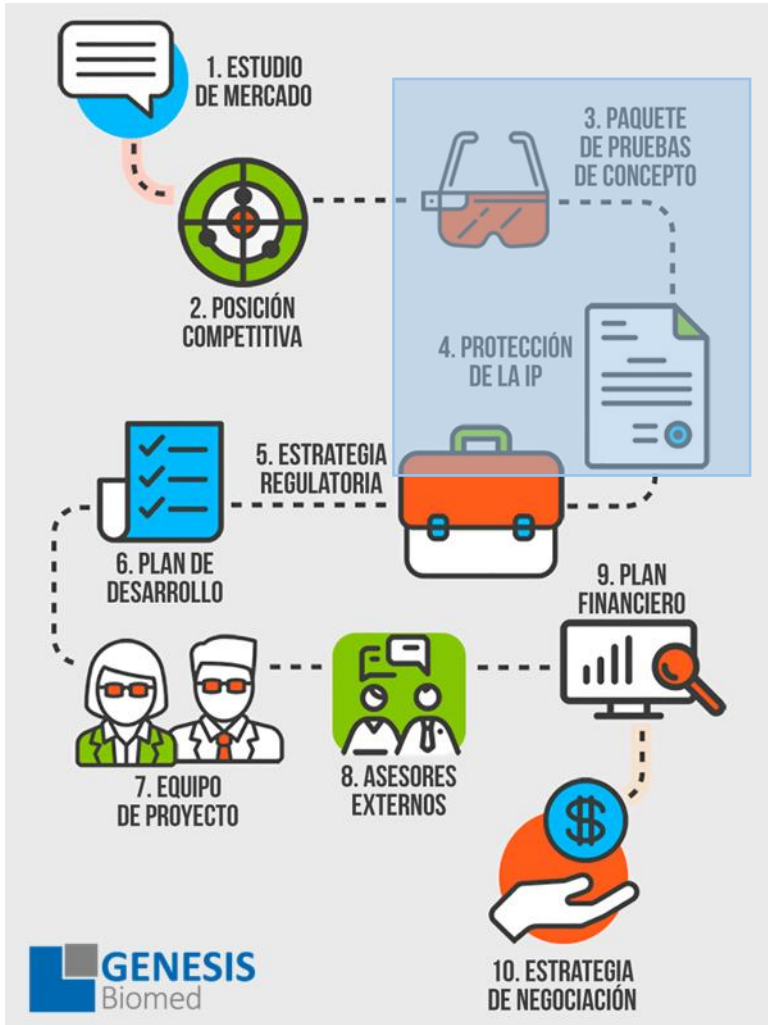 1. ESTUDIO
DE MERCADO
2. POSICIÓN
COMPETITIVA
3. PAQUETE
DE PRUEBAS
DE CONCEPTO
4. PROTECCIÓN
DE LA IP
5. ESTRATEGIA
REGULATORIA
6. PLAN DE
DESARROLLO
7. EQUIPO
DE PROYECTO
8. ASESORES
EXTERNOS
9. PLAN
FINANCIERO
$
10. ESTRATEGIA
DE NEGOCIACIÓN
GENESIS
Biomed